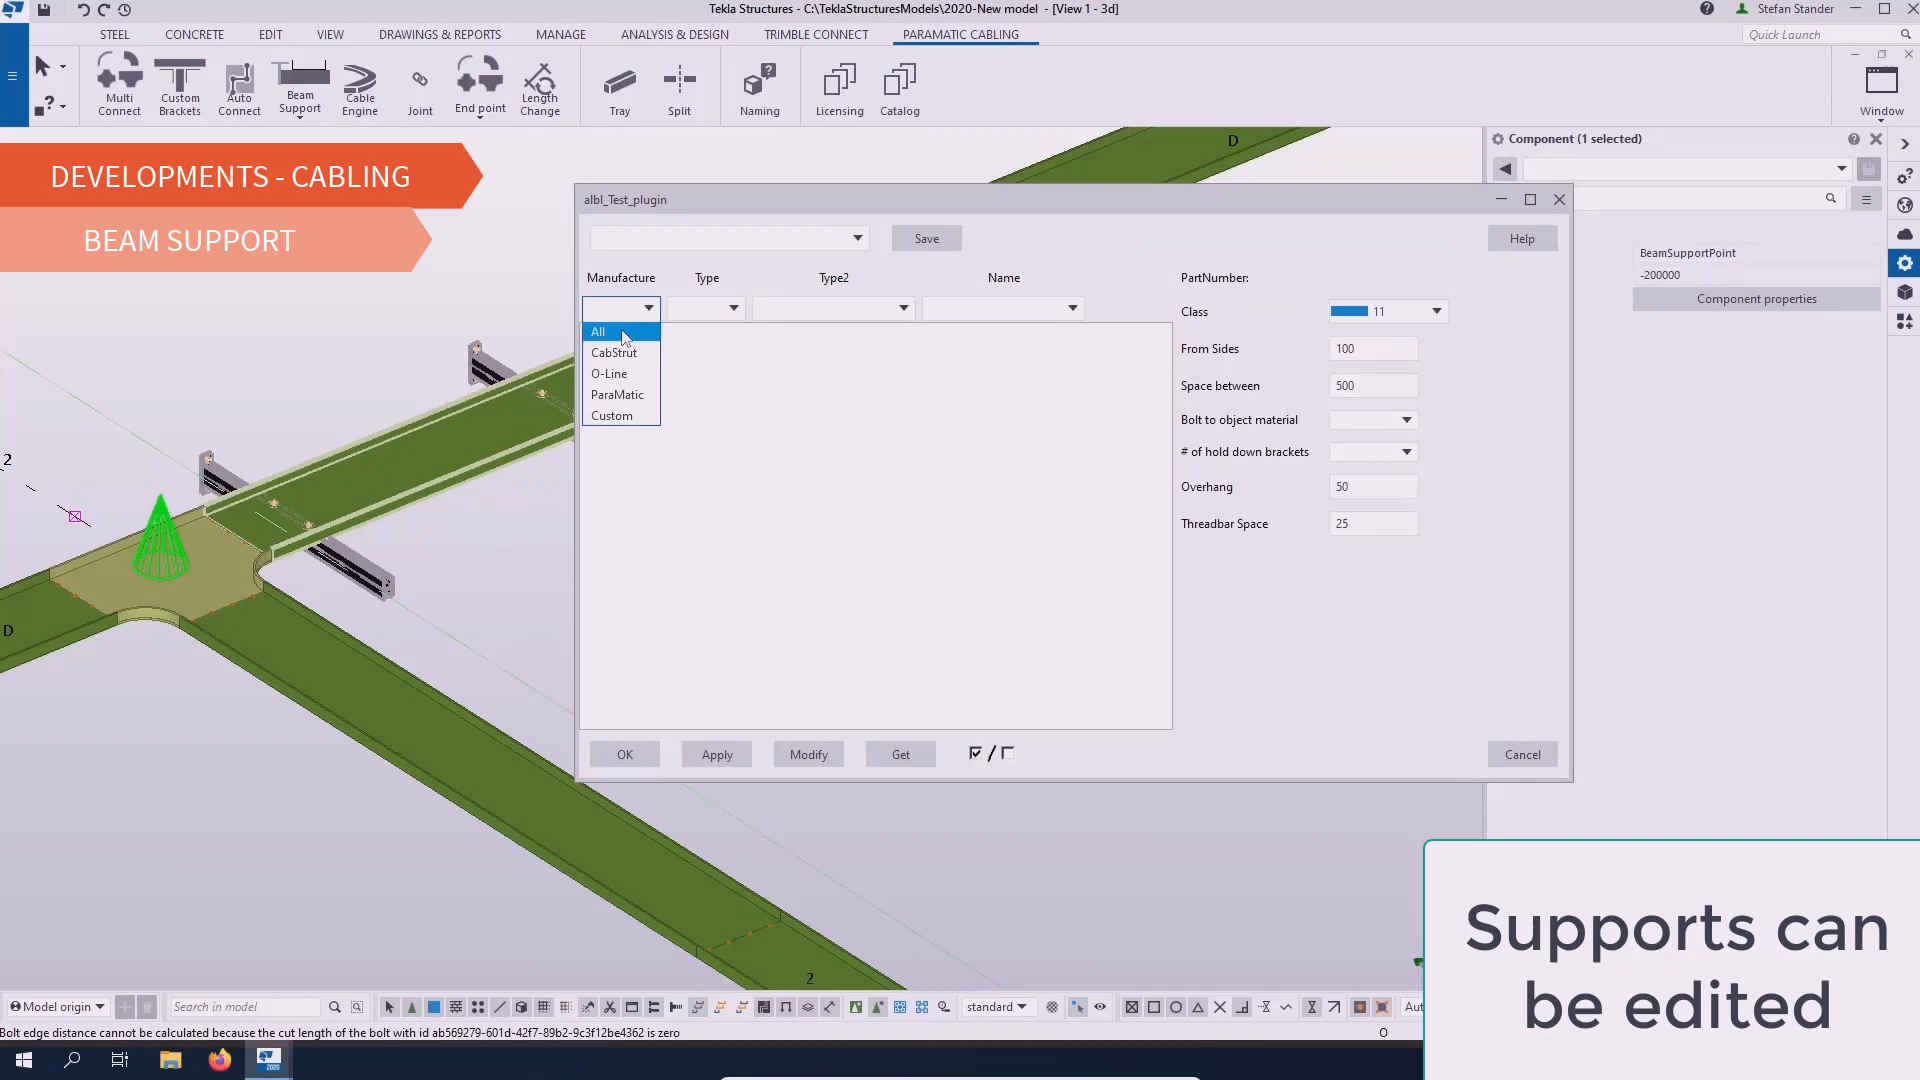 Tekla Structures - C:\TeklaStructuresModels\2020-New model - [View 1 - 3d]
Stefan Stander
STEEL CONCRETE EDIT VIEW DRAWINGS & REPORTS MANAGE ANALYSIS & DESIGN TRIMBLE CONNECT PARAMATIC CABLING
Quick Launch
Multi Connect
Custom Brackets
Auto Connect
Beam Support
Cable Engine
Joint
End point
Length Change
Tray
Split
Naming
Licensing
Catalog
Window
DEVELOPMENTS - CABLING
BEAM SUPPORT
D
2
D
2
Component (1 selected)
BeamSupportPoint
-200000
Component properties
albl_Test_plugin
Save
Help
Manufacture Type Type2 Name
All
CabStrut
O-Line
ParaMatic
Custom
PartNumber:
Class 11
From Sides 100
Space between 500
Bolt to object material
# of hold down brackets
Overhang 50
Threadbar Space 25
OK Apply Modify Get /
Cancel
Supports can
be edited
Model origin
Search in model
standard
Aut
Bolt edge distance cannot be calculated because the cut length of the bolt with id ab569279-601d-42f7-89b2-9c3f12be4362 is zero
O
2020